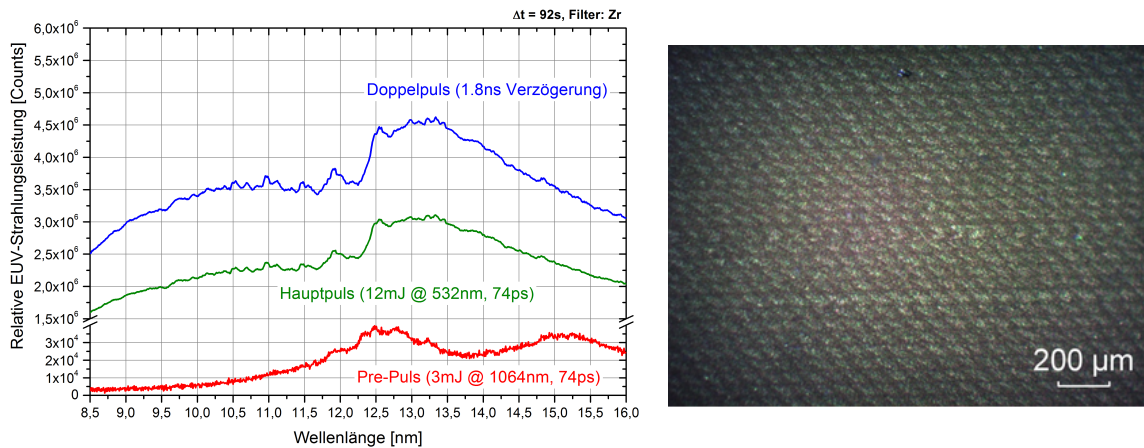 Δt = 92s, Filter: Zr
Relative EUV-Strahlungsleistung [Counts]
6,0x10⁶
5,5x10⁶
5,0x10⁶
4,5x10⁶
4,0x10⁶
3,5x10⁶
3,0x10⁶
2,5x10⁶
2,0x10⁶
1,5x10⁶
3x10⁴
2x10⁴
1x10⁴
0
Doppelpuls (1.8ns Verzögerung)
Hauptpuls (12mJ @ 532nm, 74ps)
Pre-Puls (3mJ @ 1064nm, 74ps)
8,5 9,0 9,5 10,0 10,5 11,0 11,5 12,0 12,5 13,0 13,5 14,0 14,5 15,0 15,5 16,0
Wellenlänge [nm]
200 µm